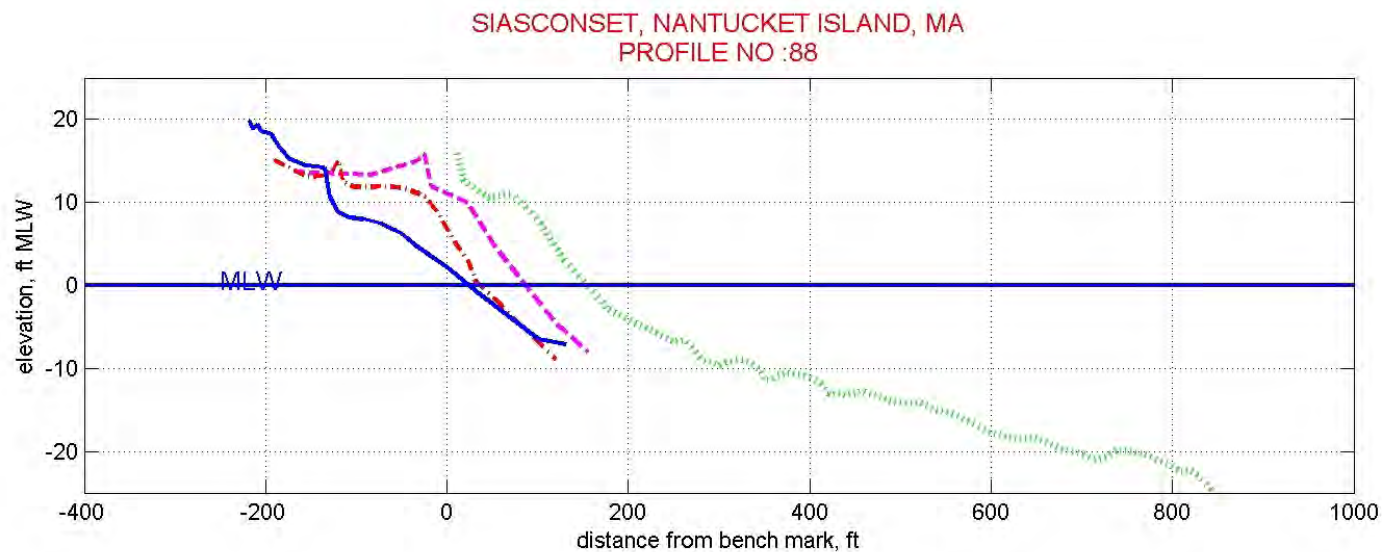 SIASCONSET, NANTUCKET ISLAND, MA
PROFILE NO :88
elevation, ft MLW
20
10
0
-10
-20
MLW
-400 -200 0 200 400 600 800 1000
distance from bench mark, ft